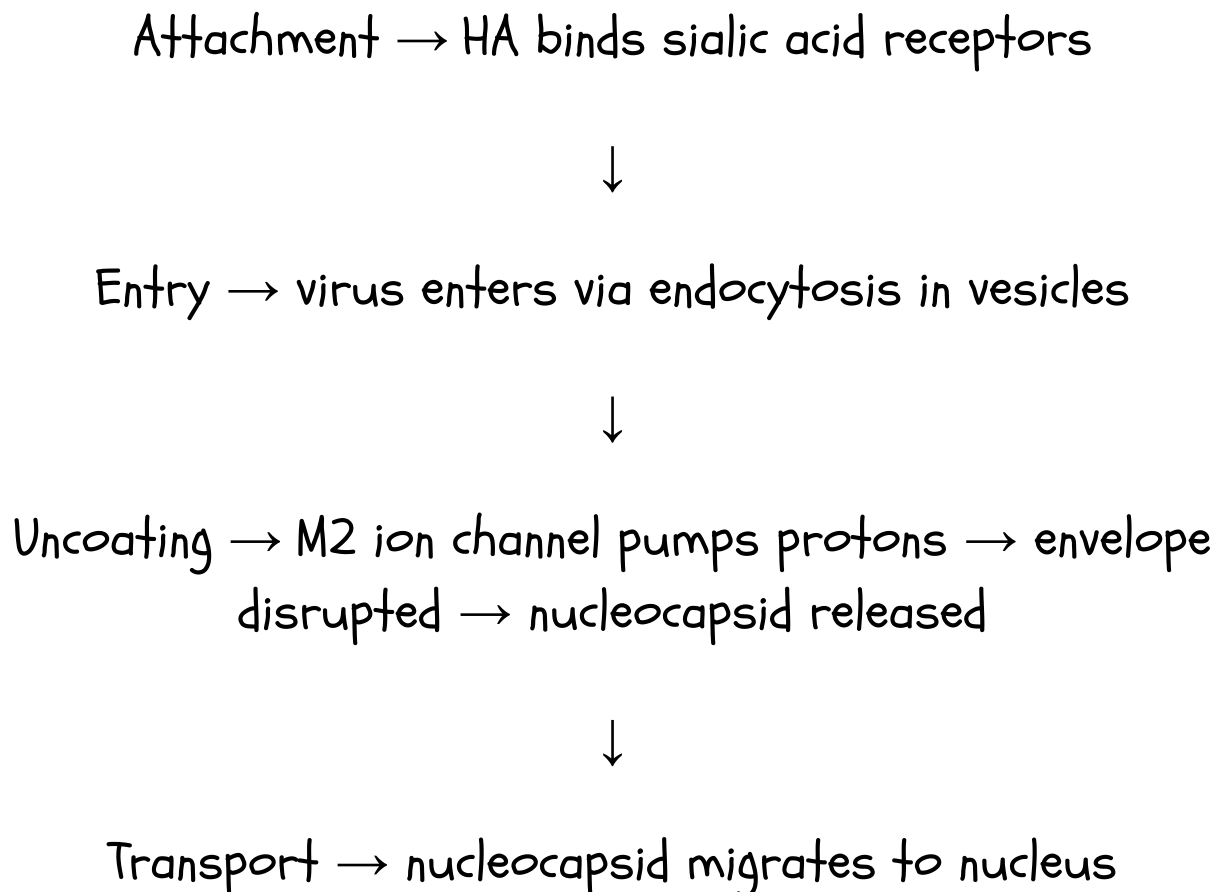 Attachment → HA binds sialic acid receptors
↓
Entry → virus enters via endocytosis in vesicles
↓
Uncoating → M2 ion channel pumps protons → envelope
disrupted → nucleocapsid released
↓
Transport → nucleocapsid migrates to nucleus